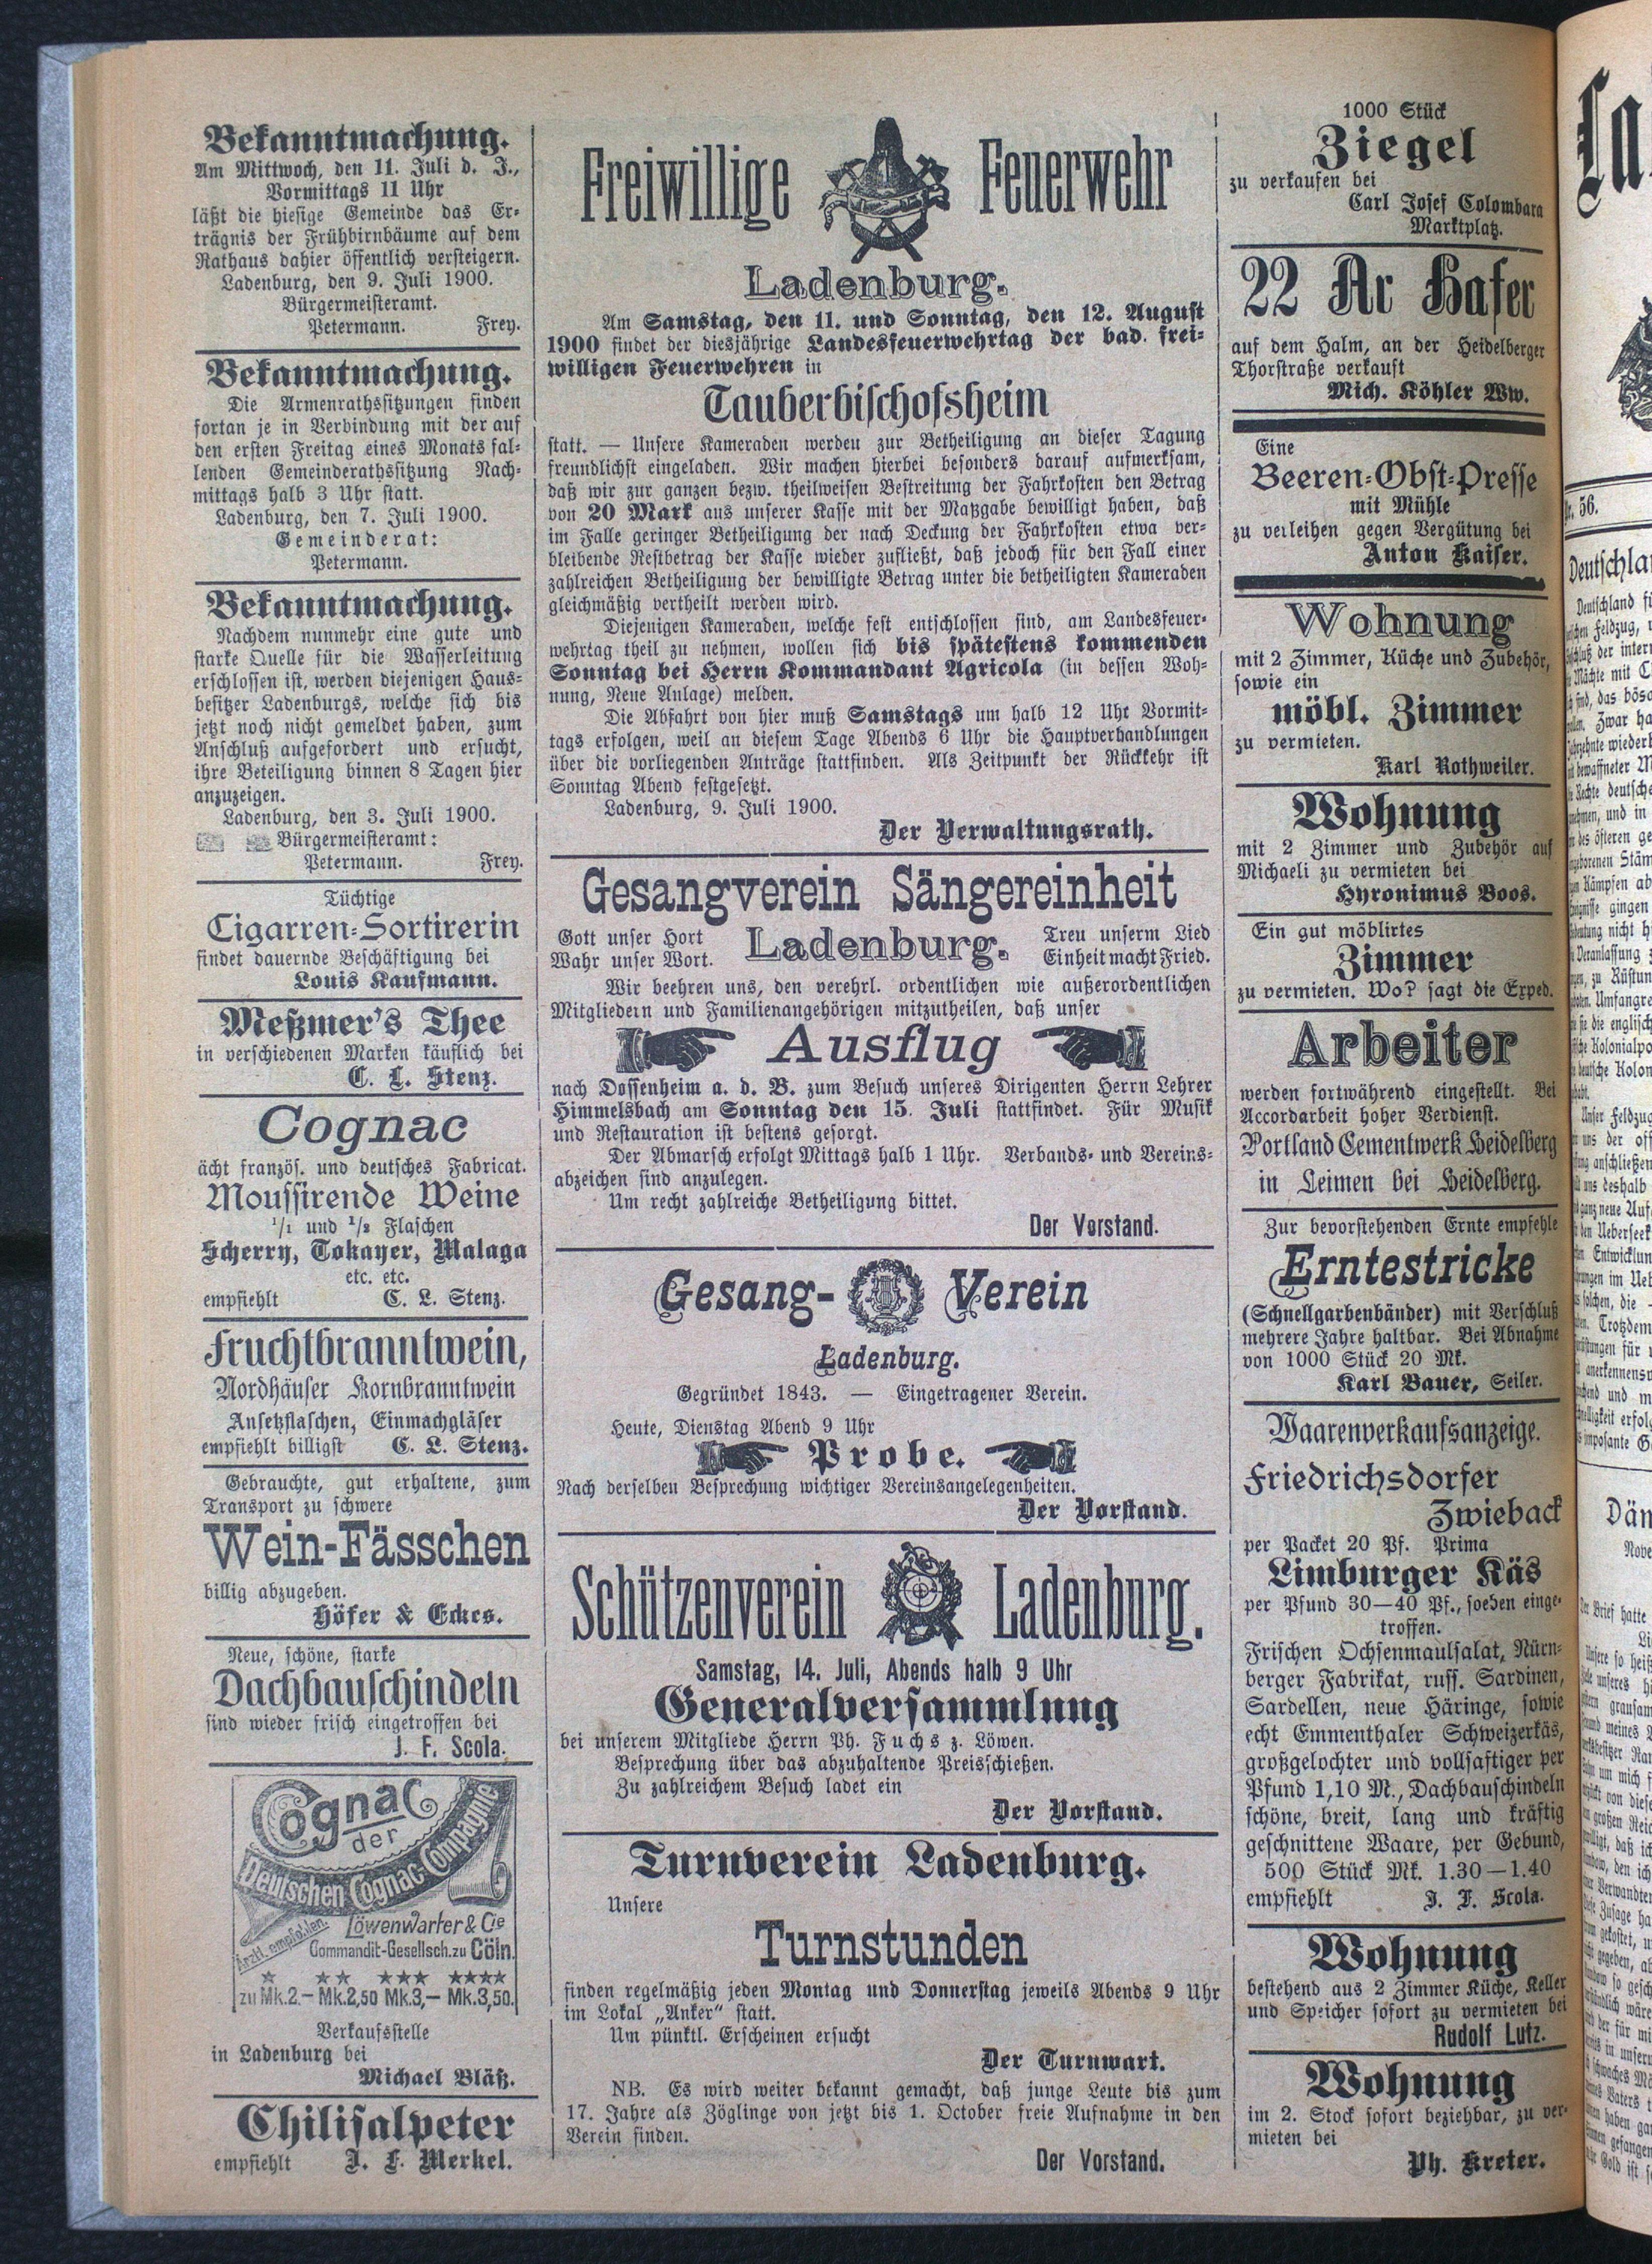 Bekanntmachung.
Am Mittwoch, den 11. Juli d. J.,
Vormittags 11 Uhr
läßt die hiesige Gemeinde das Er-
trägnis der Frühbirnbäume auf dem
Rathaus dahier öffentlich versteigern.
Ladenburg, den 9. Juli 1900.
Bürgermeisteramt.
Petermann. Frey.
Bekanntmachung.
Die Armenrathssitzungen finden
fortan je in Verbindung mit der auf
den ersten Freitag eines Monats fal-
lenden Gemeinderathssitzung Nach-
mittags halb 3 Uhr statt.
Ladenburg, den 7. Juli 1900.
Gemeinderat:
Petermann.
Bekanntmachung.
Nachdem nunmehr eine gute und
starke Quelle für die Wasserleitung
erschlossen ist, werden diejenigen Haus-
besitzer Ladenburgs, welche sich bis
jetzt noch nicht gemeldet haben, zum
Anschluß aufgefordert und ersucht,
ihre Beteiligung binnen 8 Tagen hier
anzuzeigen.
Ladenburg, den 3. Juli 1900.
Bürgermeisteramt:
Petermann. Frey.
Tüchtige
Cigarren-Sortirerin
findet dauernde Beschäftigung bei
Louis Kaufmann.
Meßmer's Thee
in verschiedenen Marken käuflich bei
C. L. Stenz.
Cognac
ächt französ. und deutsches Fabricat.
Moussirende Weine
1/1 und 1/2 Flaschen
Scherry, Tokayer, Malaga
etc. etc.
empfiehlt C. L. Stenz.
Fruchtbranntwein,
Nordhäuser Kornbranntwein
Ansetzflaschen, Einmachgläser
empfiehlt billigst C. L. Stenz.
Gebrauchte, gut erhaltene, zum
Transport zu schwere
Wein-Fässchen
billig abzugeben.
Höfer & Eckes.
Neue, schöne, starke
Dachbauschindeln
sind wieder frisch eingetroffen bei
J. F. Scola.
Cognac
der
Deutschen Cognac-Compagnie
Ärztl. empfohlen.
Löwenwarter & Cie
Commandit-Gesellsch. zu Cöln.
★ ★★ ★★★ ★★★★
zu Mk.2.– Mk.2,50 Mk.3,– Mk.3,50.
Verkaufsstelle
in Ladenburg bei
Michael Bläß.
Chilisalpeter
empfiehlt J. F. Merkel.
Freiwillige Feuerwehr
Ladenburg.
Am Samstag, den 11. und Sonntag, den 12. August
1900 findet der diesjährige Landesfeuerwehrtag der bad. frei-
willigen Feuerwehren in
Tauberbischofsheim
statt. — Unsere Kameraden werden zur Betheiligung an dieser Tagung
freundlichst eingeladen. Wir machen hierbei besonders darauf aufmerksam,
daß wir zur ganzen bezw. theilweisen Bestreitung der Fahrkosten den Betrag
von 20 Mark aus unserer Kasse mit der Maßgabe bewilligt haben, daß
im Falle geringer Betheiligung der nach Deckung der Fahrkosten etwa ver-
bleibende Restbetrag der Kasse wieder zufließt, daß jedoch für den Fall einer
zahlreichen Betheiligung der bewilligte Betrag unter die betheiligten Kameraden
gleichmäßig vertheilt werden wird.
Diejenigen Kameraden, welche fest entschlossen sind, am Landesfeuer-
wehrtag theil zu nehmen, wollen sich bis spätestens kommenden
Sonntag bei Herrn Kommandant Agricola (in dessen Woh-
nung, Neue Anlage) melden.
Die Abfahrt von hier muß Samstags um halb 12 Uhr Vormit-
tags erfolgen, weil an diesem Tage Abends 6 Uhr die Hauptverhandlungen
über die vorliegenden Anträge stattfinden. Als Zeitpunkt der Rückkehr ist
Sonntag Abend festgesetzt.
Ladenburg, 9. Juli 1900.
Der Verwaltungsrath.
Gesangverein Sängereinheit
Gott unser Hort
Wahr unser Wort.
Ladenburg.
Treu unserm Lied
Einheit macht Fried.
Wir beehren uns, den verehrl. ordentlichen wie außerordentlichen
Mitgliedern und Familienangehörigen mitzutheilen, daß unser
Ausflug
nach Dossenheim a. d. B. zum Besuch unseres Dirigenten Herrn Lehrer
Himmelsbach am Sonntag den 15. Juli stattfindet. Für Musik
und Restauration ist bestens gesorgt.
Der Abmarsch erfolgt Mittags halb 1 Uhr. Verbands- und Vereins-
abzeichen sind anzulegen.
Um recht zahlreiche Betheiligung bittet.
Der Vorstand.
Gesang- Verein
Ladenburg.
Gegründet 1843. — Eingetragener Verein.
Heute, Dienstag Abend 9 Uhr
Probe.
Nach derselben Besprechung wichtiger Vereinsangelegenheiten.
Der Vorstand.
Schützenverein Ladenburg.
Samstag, 14. Juli, Abends halb 9 Uhr
Generalversammlung
bei unserem Mitgliede Herrn Ph. Fuchs z. Löwen.
Besprechung über das abzuhaltende Preisschießen.
Zu zahlreichem Besuch ladet ein
Der Vorstand.
Turnverein Ladenburg.
Unsere
Turnstunden
finden regelmäßig jeden Montag und Donnerstag jeweils Abends 9 Uhr
im Lokal „Anker“ statt.
Um pünktl. Erscheinen ersucht
Der Turnwart.
NB. Es wird weiter bekannt gemacht, daß junge Leute bis zum
17. Jahre als Zöglinge von jetzt bis 1. October freie Aufnahme in den
Verein finden.
Der Vorstand.
1000 Stück
Ziegel
zu verkaufen bei
Carl Josef Colombara
Marktplatz.
22 Ar Hafer
auf dem Halm, an der Heidelberger
Thorstraße verkauft
Mich. Köhler Ww.
Eine
Beeren-Obst-Presse
mit Mühle
zu verleihen gegen Vergütung bei
Anton Kaiser.
Wohnung
mit 2 Zimmer, Küche und Zubehör,
sowie ein
möbl. Zimmer
zu vermieten.
Karl Rothweiler.
Wohnung
mit 2 Zimmer und Zubehör auf
Michaeli zu vermieten bei
Hyronimus Boos.
Ein gut möblirtes
Zimmer
zu vermieten. Wo? sagt die Exped.
Arbeiter
werden fortwährend eingestellt. Bei
Accordarbeit hoher Verdienst.
Portland Cementwerk Heidelberg
in Leimen bei Heidelberg.
Zur bevorstehenden Ernte empfehle
Erntestricke
(Schnellgarbenbänder) mit Verschluß
mehrere Jahre haltbar. Bei Abnahme
von 1000 Stück 20 Mk.
Karl Bauer, Seiler.
Waarenverkaufsanzeige.
Friedrichsdorfer
Zwieback
per Packet 20 Pf. Prima
Limburger Käs
per Pfund 30—40 Pf., soeben einge-
troffen.
Frischen Ochsenmaulsalat, Nürn-
berger Fabrikat, russ. Sardinen,
Sardellen, neue Häringe, sowie
echt Emmenthaler Schweizerkäs,
großgelochter und vollsaftiger per
Pfund 1,10 M., Dachbauschindeln
schöne, breit, lang und kräftig
geschnittene Waare, per Gebund,
500 Stück Mk. 1.30—1.40
empfiehlt J. F. Scola.
Wohnung
bestehend aus 2 Zimmer Küche, Keller
und Speicher sofort zu vermieten bei
Rudolf Lutz.
Wohnung
im 2. Stock sofort beziehbar, zu ver-
mieten bei
Ph. Kreter.
56.